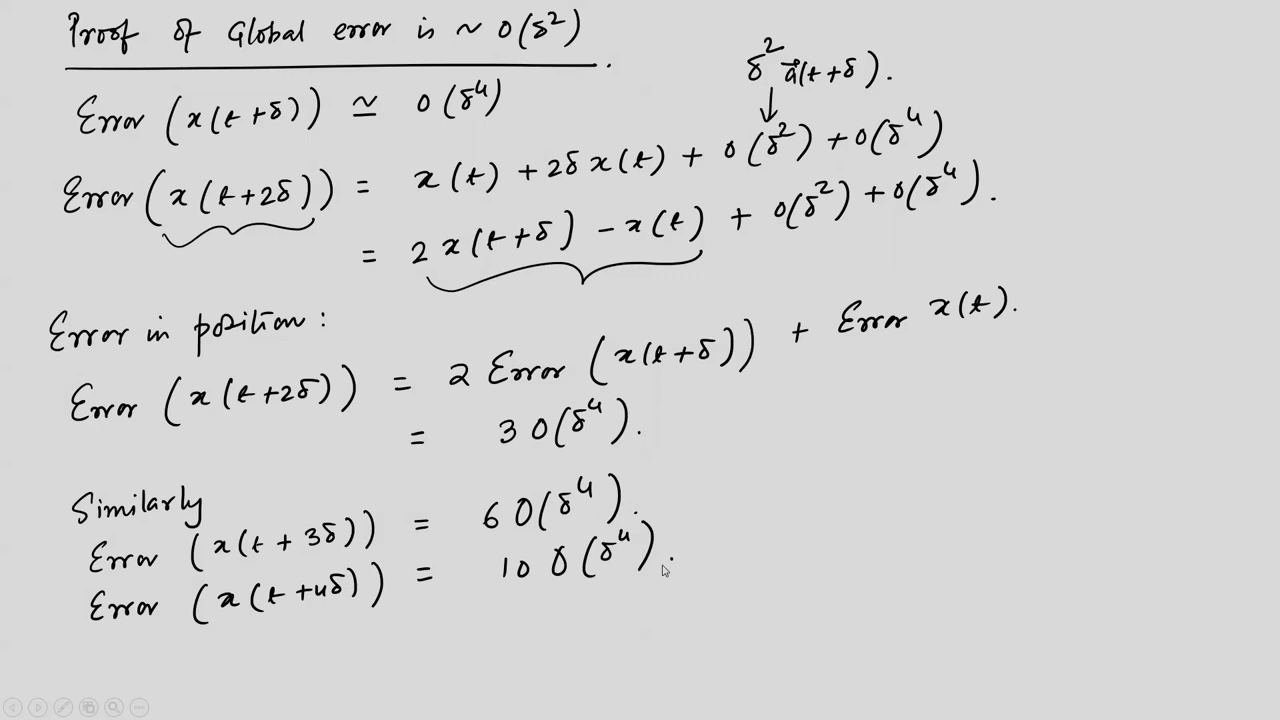 Proof of Global error is ~ O(δ²)
δ² a⃗(t+δ).
↓
Error (x(t+δ)) ≃ O(δ⁴)
Error (x(t+2δ)) = x(t) + 2δ x(t) + O(δ²) + O(δ⁴)
= 2 x(t+δ) - x(t) + O(δ²) + O(δ⁴).
Error in position:
Error (x(t+2δ)) = 2 Error (x(t+δ)) + Error x(t).
= 3 O(δ⁴).
Similarly
Error (x(t+3δ)) = 6 O(δ⁴).
Error (x(t+4δ)) = 10 O(δ⁴).